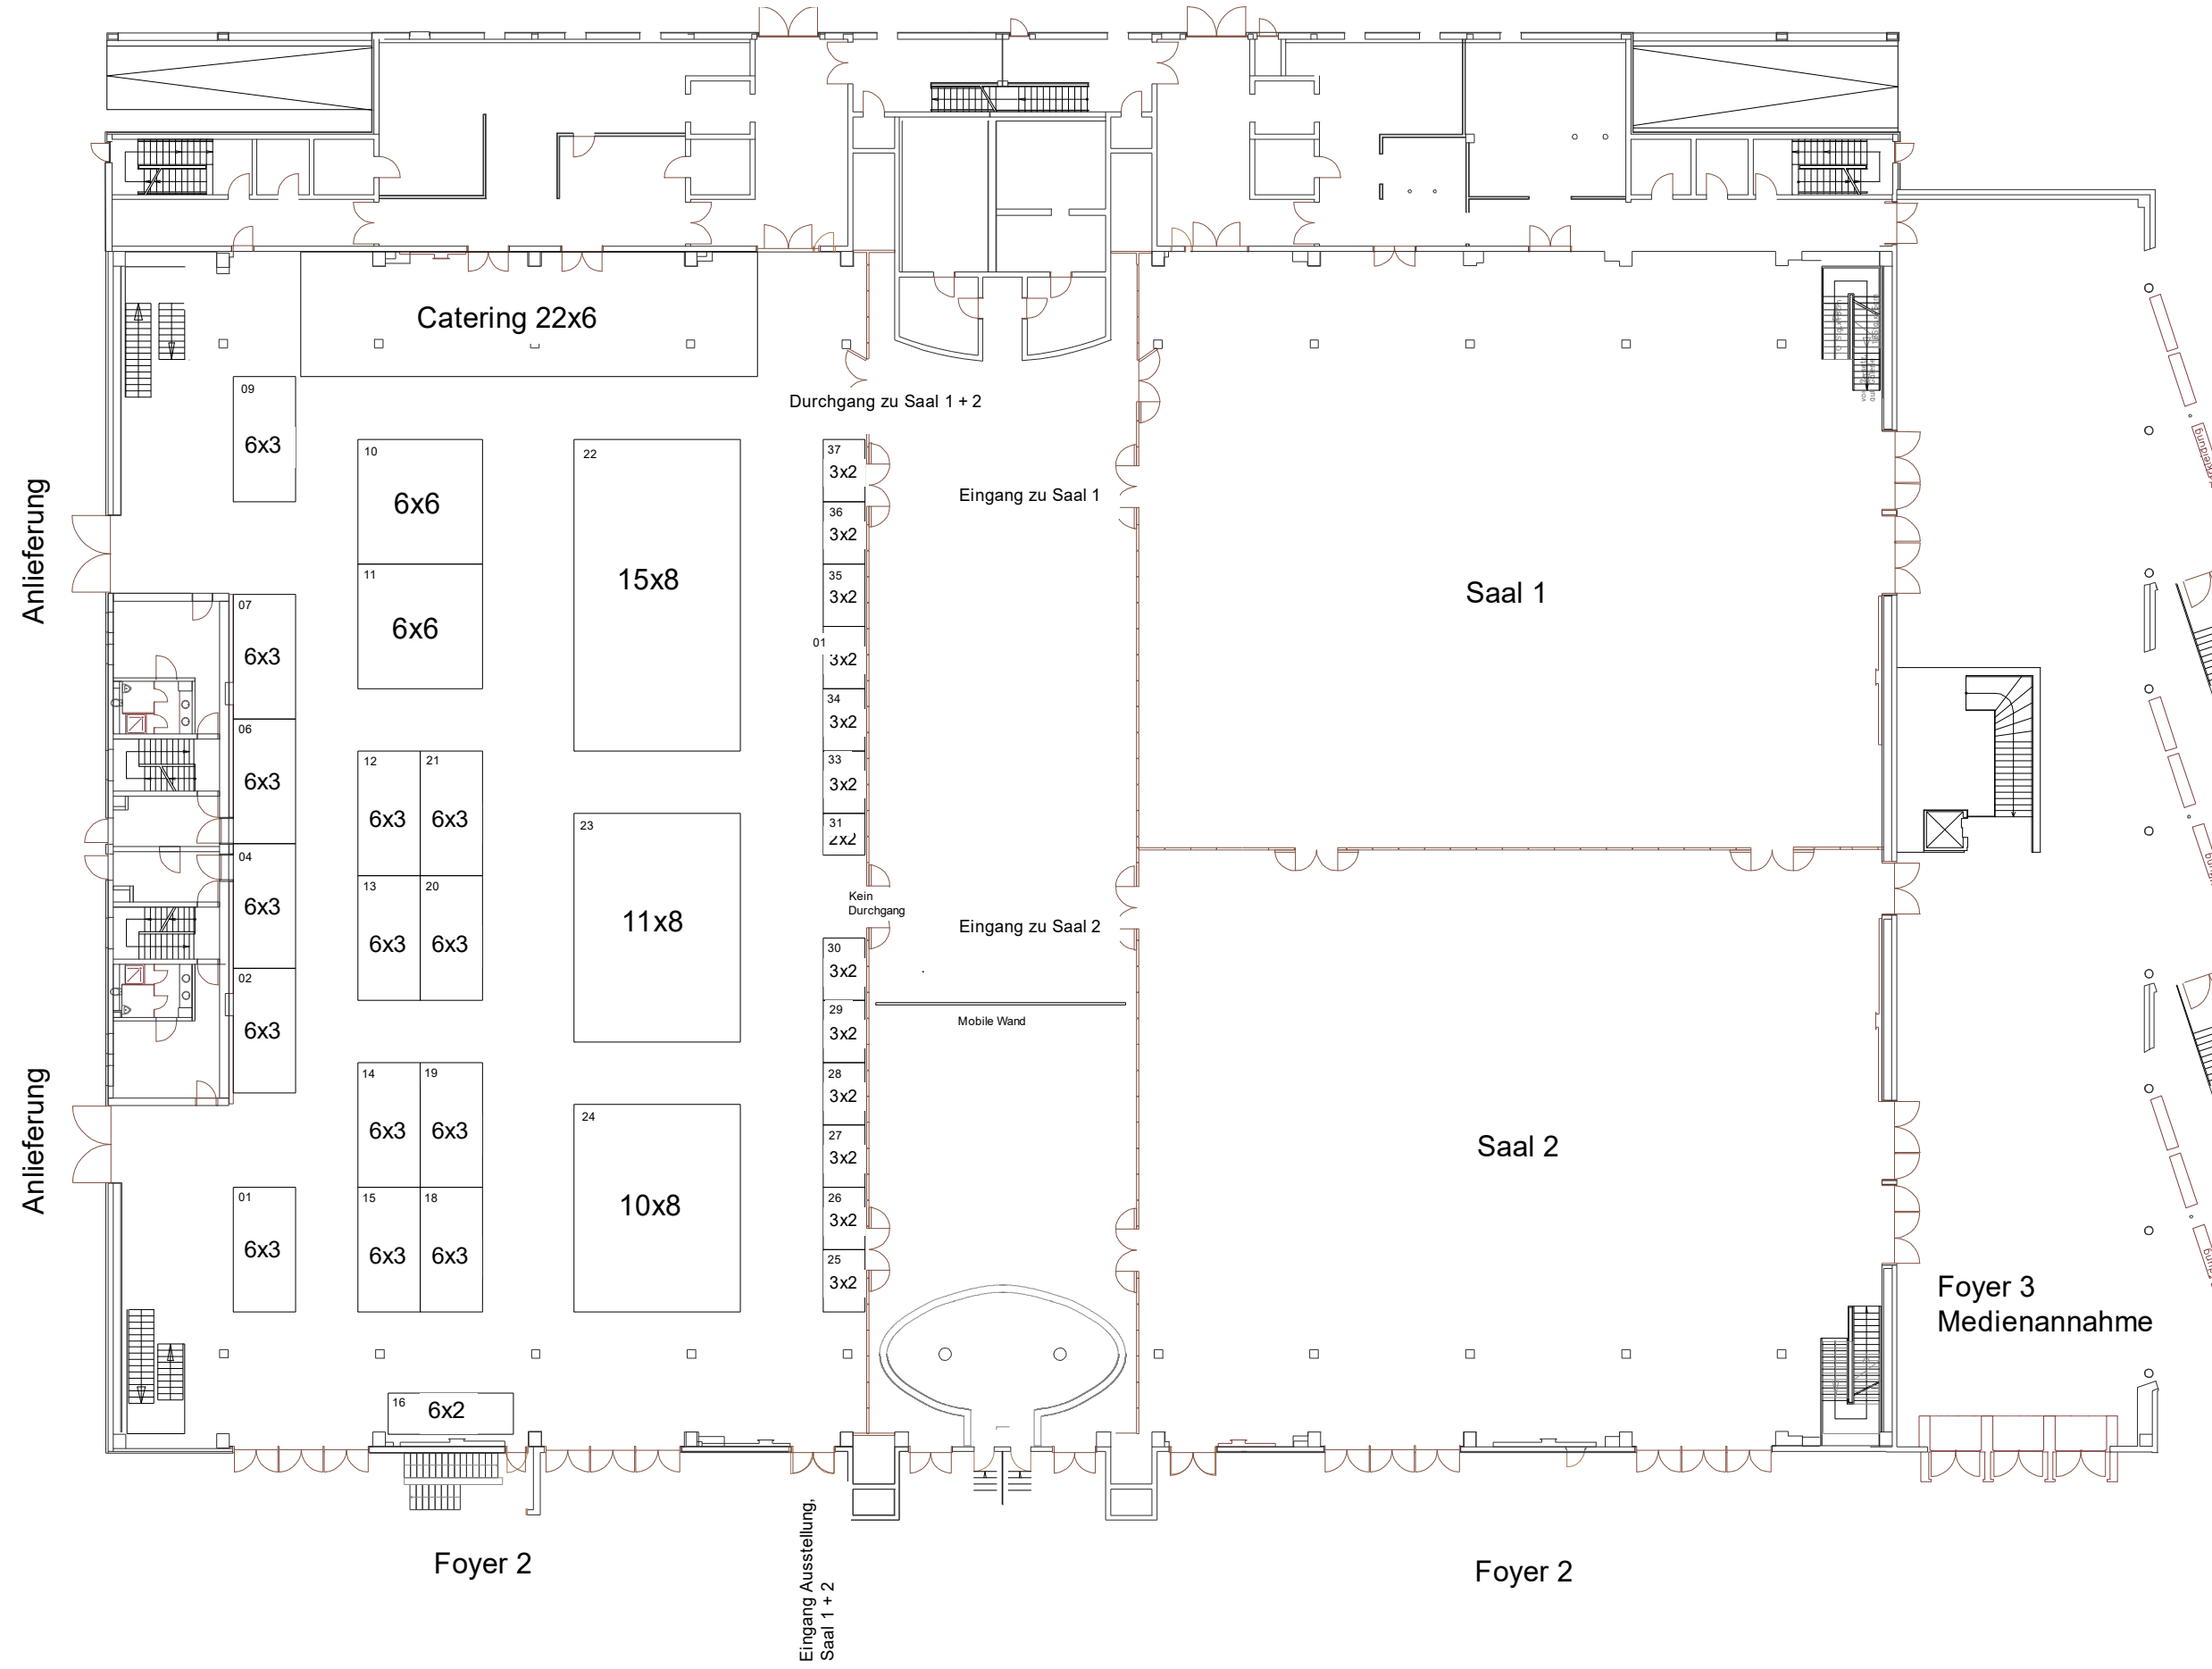 Catering 22x6
09
6x3
Durchgang zu Saal 1 + 2
Anlieferung
10
6x6
22
15x8
37
3x2
36
3x2
Eingang zu Saal 1
11
6x6
35
3x2
Saal 1
07
6x3
01
3x2
34
3x2
06
6x3
12
6x3
21
6x3
33
3x2
23
11x8
31
2x2
04
6x3
13
6x3
20
6x3
Kein
Durchgang
Eingang zu Saal 2
30
3x2
02
6x3
29
3x2
Mobile Wand
Anlieferung
14
6x3
19
6x3
28
3x2
24
10x8
27
3x2
Saal 2
01
6x3
15
6x3
18
6x3
26
3x2
25
3x2
Foyer 3
Medienannahme
16
6x2
Foyer 2
Eingang Ausstellung,
Saal 1 + 2
Foyer 2